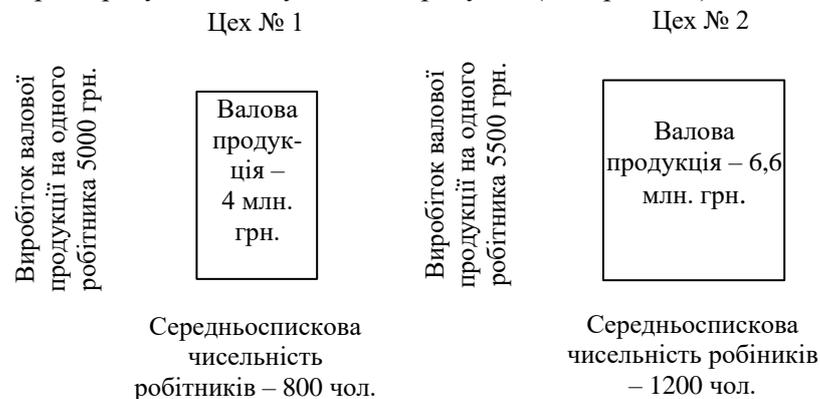 Цех № 1
Виробіток валової
продукції на одного
робітника 5000 грн.
Валова
продук-
ція –
4 млн.
грн.
Середньоспискова
чисельність
робітників – 800 чол.
Цех № 2
Виробіток валової
продукції на одного
робітника 5500 грн.
Валова
продукція – 6,6
млн. грн.
Середньоспискова
чисельність робіників
– 1200 чол.